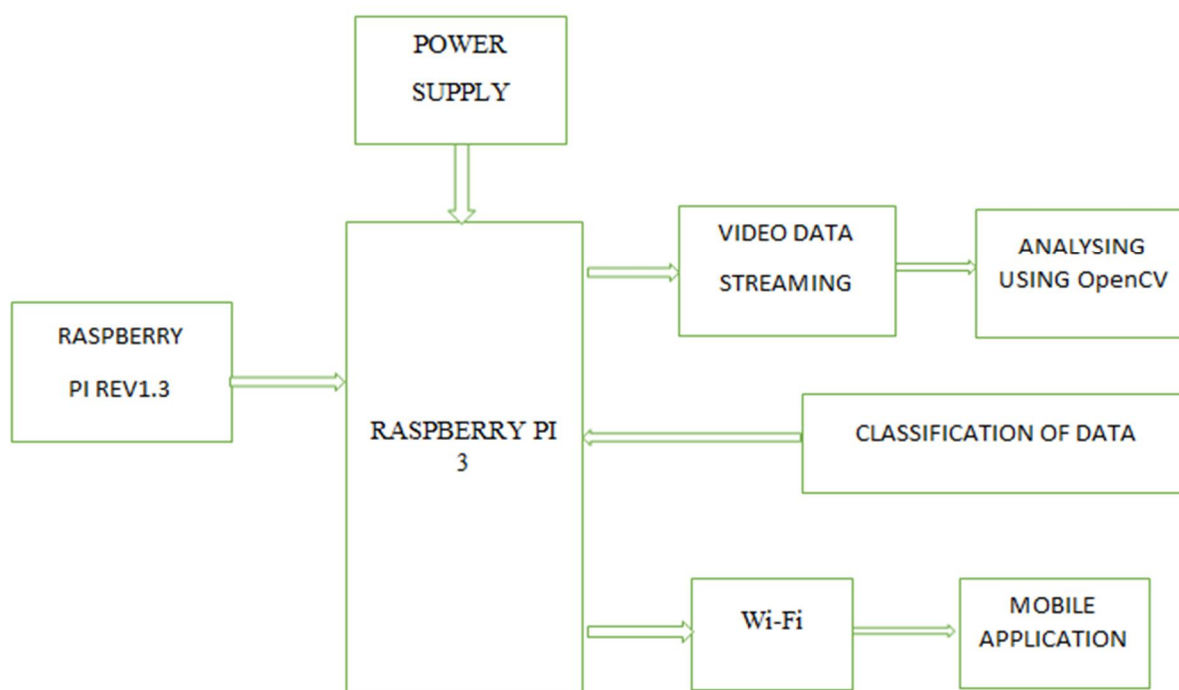 POWER
SUPPLY
VIDEO DATA
STREAMING
ANALYSING
USING OpenCV
RASPBERRY
PI REV1.3
RASPBERRY PI
3
CLASSIFICATION OF DATA
Wi-Fi
MOBILE
APPLICATION